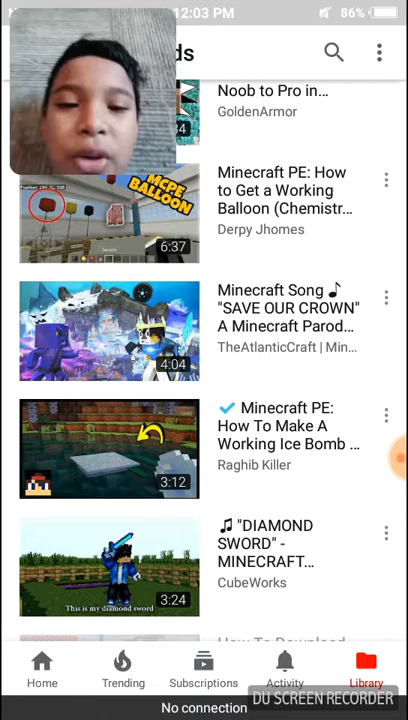 12:03 PM
86%
ds
Noob to Pro in...
GoldenArmor
MCPE
BALLOON
6:37
Minecraft PE: How
to Get a Working
Balloon (Chemistr...
Derpy Jhomes
4:04
Minecraft Song 🎵
"SAVE OUR CROWN"
A Minecraft Parod...
TheAtlanticCraft | Min...
3:12
Minecraft PE:
How To Make A
Working Ice Bomb ...
Raghib Killer
This is my diamond sword
3:24
🎵 "DIAMOND
SWORD" -
MINECRAFT...
CubeWorks
How To Download
Home
Trending
Subscriptions
Activity
Library
No connection
DU SCREEN RECORDER